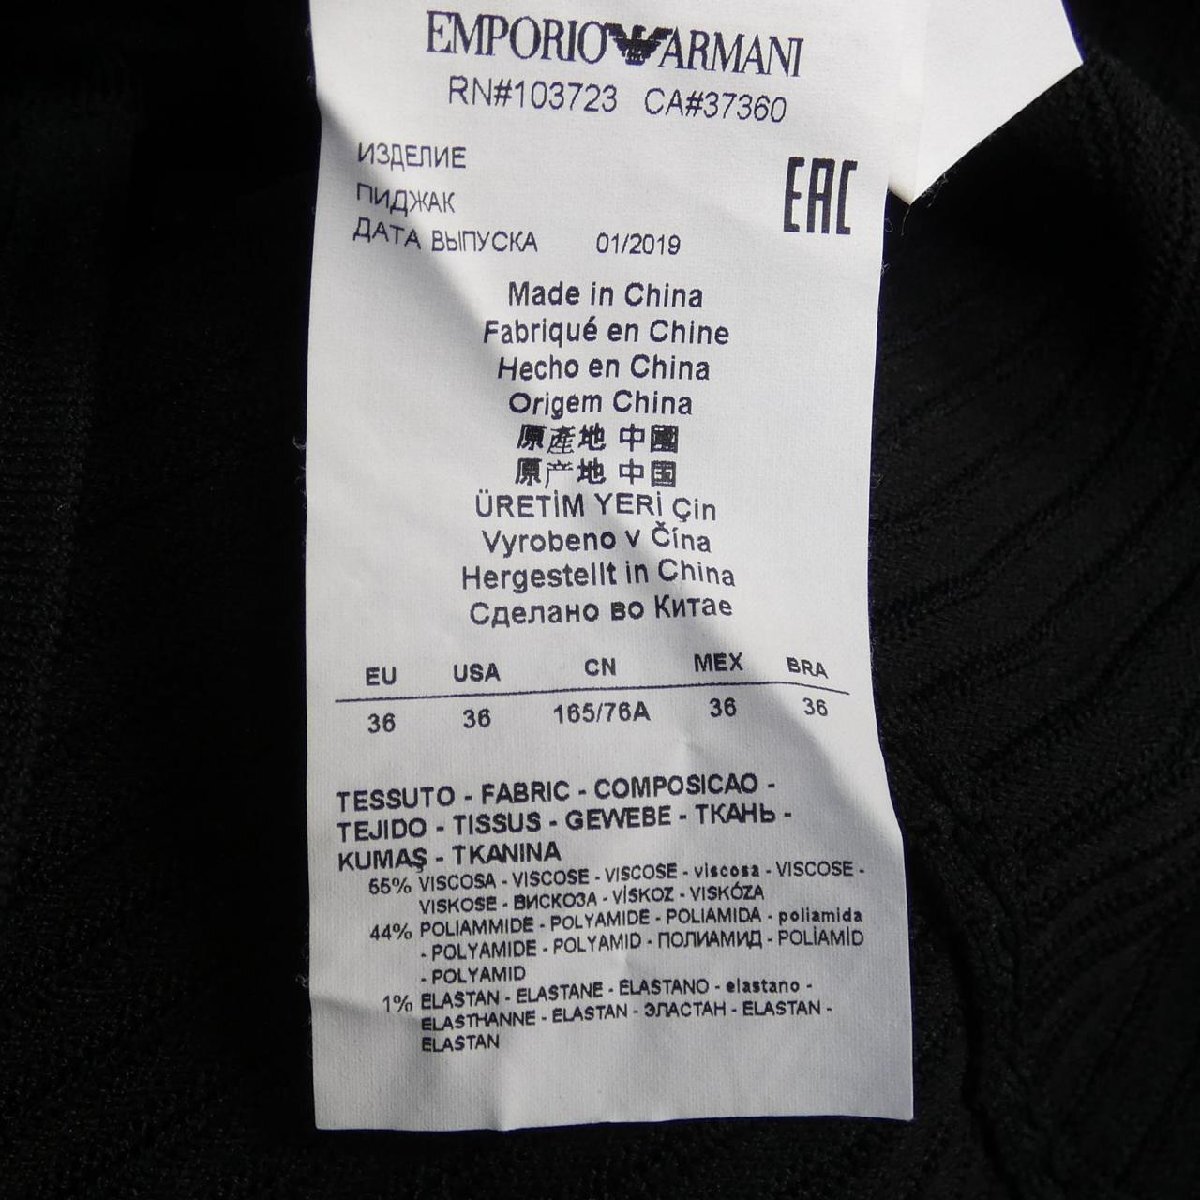 EMPORIO ARMANI
RN#103723 CA#37360
ИЗДЕЛИЕ
ПИДЖАК
EAC
ДАТА ВЫПУСКА 01/2019
Made in China
Fabriqué en Chine
Hecho en China
Origem China
原產地 中國
原产地 中国
ÜRETİM YERİ Çin
Vyrobeno v Čína
Hergestellt in China
Сделано во Китае
EU USA CN MEX BRA
36 36 165/76A 36 36
TESSUTO - FABRIC - COMPOSICAO -
TEJIDO - TISSUS - GEWEBE - ТКАНЬ -
KUMAŞ - TKANINA
55% VISCOSA - VISCOSE - VISCOSE - viscosa - VISCOSE -
VISKOSE - ВИСКОЗА - VİSKOZ - VISKÓZA
44% POLIAMMIDE - POLYAMIDE - POLIAMIDA - poliamida
- POLYAMIDE - POLYAMID - ПОЛИАМИД - POLİAMİD
- POLYAMID
1% ELASTAN - ELASTANE - ELASTANO - elastano -
ELASTHANNE - ELASTAN - ЭЛАСТАН - ELASTAN -
ELASTAN